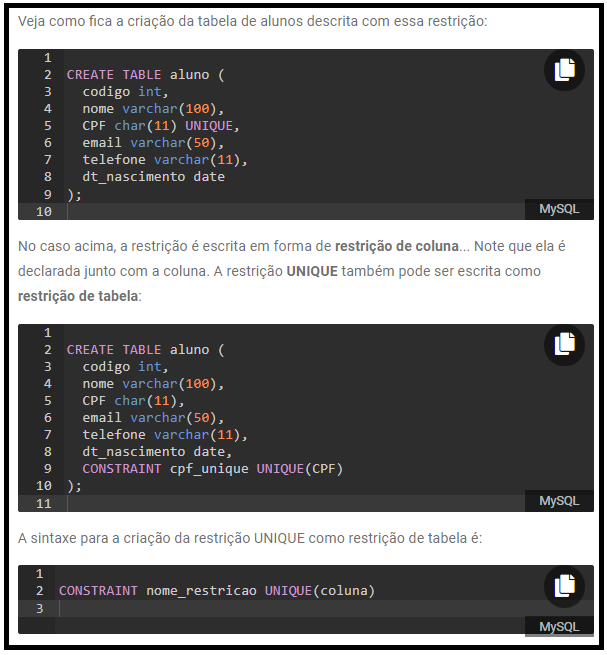 Veja como fica a criação da tabela de alunos descrita com essa restrição:
1
2 CREATE TABLE aluno (
3 codigo int,
4 nome varchar(100),
5 CPF char(11) UNIQUE,
6 email varchar(50),
7 telefone varchar(11),
8 dt_nascimento date
9 );
10
MySQL
No caso acima, a restrição é escrita em forma de restrição de coluna... Note que ela é
declarada junto com a coluna. A restrição UNIQUE também pode ser escrita como
restrição de tabela:
1
2 CREATE TABLE aluno (
3 codigo int,
4 nome varchar(100),
5 CPF char(11),
6 email varchar(50),
7 telefone varchar(11),
8 dt_nascimento date,
9 CONSTRAINT cpf_unique UNIQUE(CPF)
10 );
11
MySQL
A sintaxe para a criação da restrição UNIQUE como restrição de tabela é:
1
2 CONSTRAINT nome_restricao UNIQUE(coluna)
3
MySQL